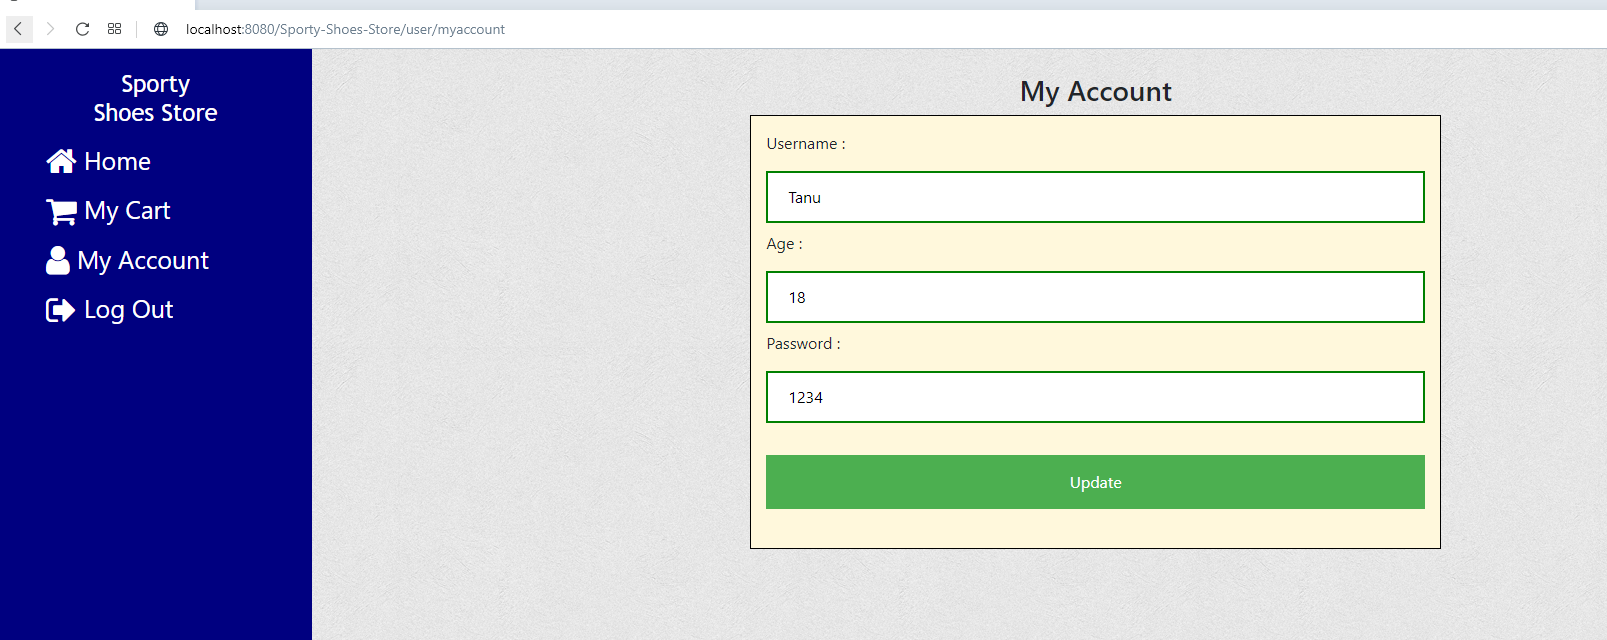 localhost:8080/Sporty-Shoes-Store/user/myaccount
Sporty
Shoes Store
Home
My Cart
My Account
Log Out
My Account
Username :
Tanu
Age :
18
Password :
1234
Update